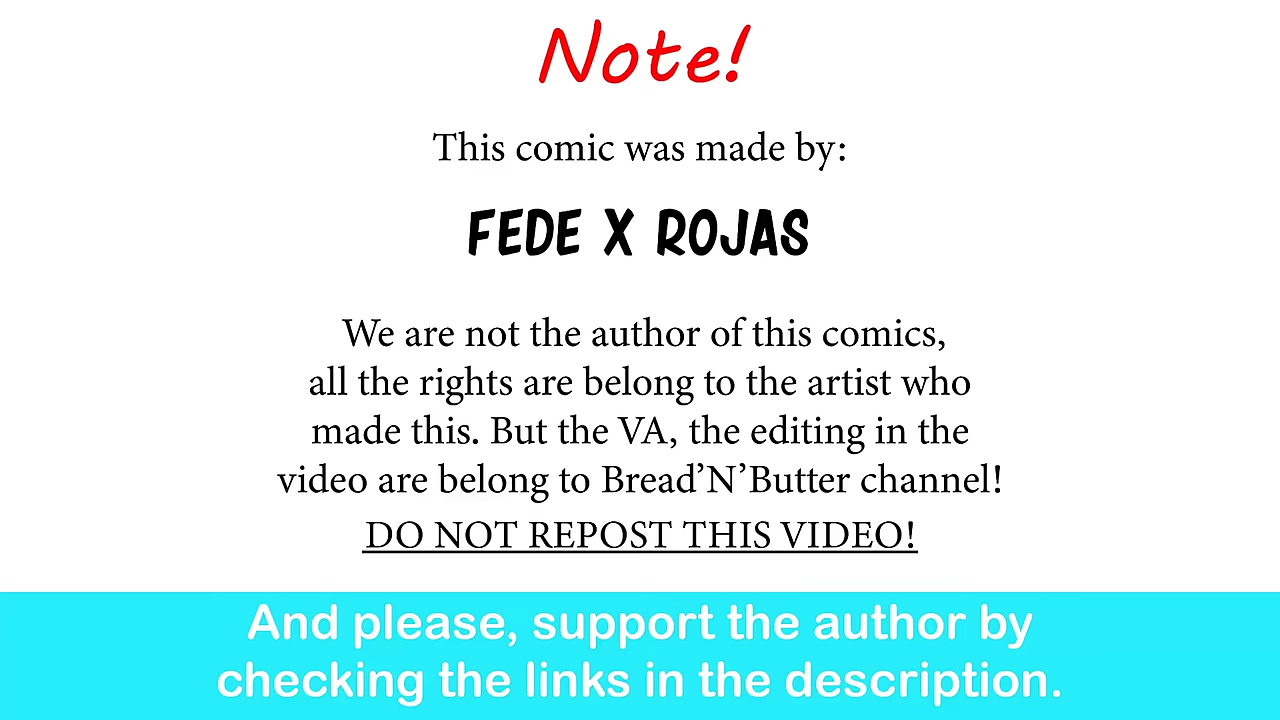 Note!
This comic was made by:
FEDE X ROJAS
We are not the author of this comics,
all the rights are belong to the artist who
made this. But the VA, the editing in the
video are belong to Bread’N’Butter channel!
DO NOT REPOST THIS VIDEO!
And please, support the author by
checking the links in the description.